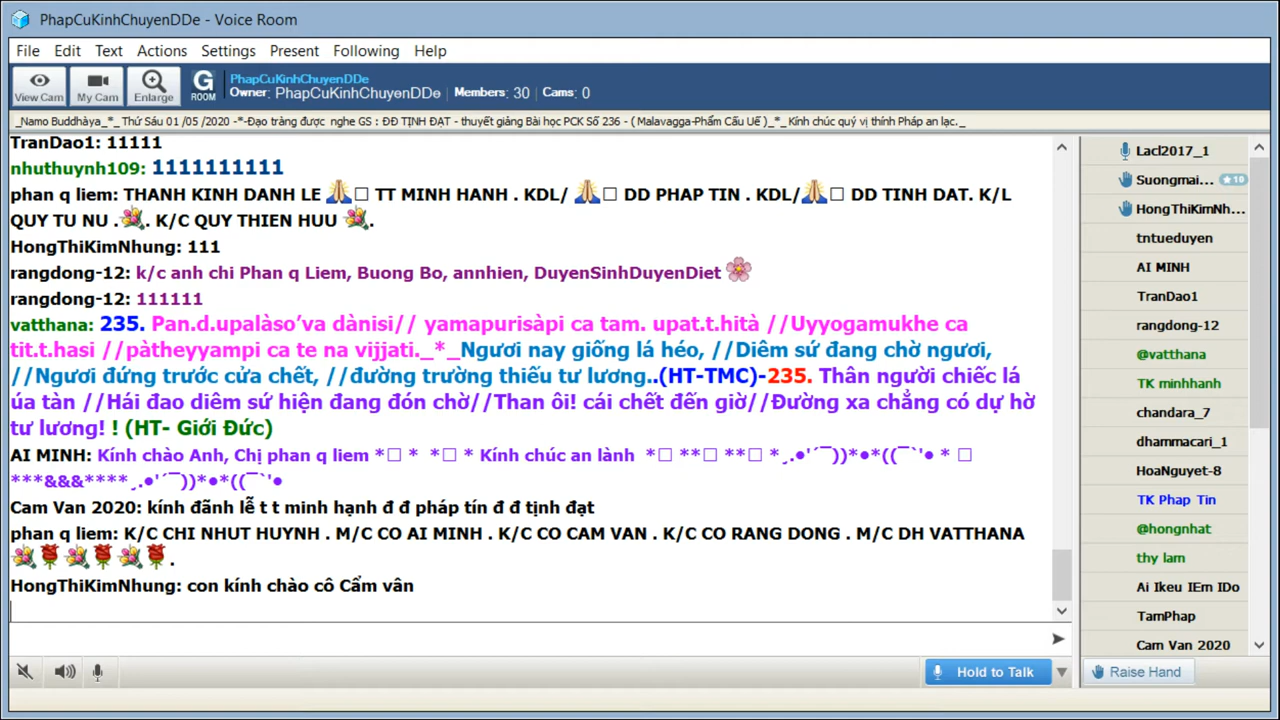 PhapCuKinhChuyenDDe - Voice Room
File Edit Text Actions Settings Present Following Help
View Cam My Cam Enlarge G ROOM PhapCuKinhChuyenDDe
Owner: PhapCuKinhChuyenDDe Members: 30 Cams: 0
_Namo Buddhàya_*_ Thứ Sáu 01 /05 /2020 -*-Đạo tràng được nghe GS : ĐĐ TỊNH ĐẠT - thuyết giảng Bài học PCK Số 236 - ( Malavagga-Phẩm Cấu Uế )_*_ Kính chúc quý vị thính Pháp an lạc._
TranDao1: 11111
nhuthuynh109: 1111111111
phan q liem: THANH KINH DANH LE 🙏□ TT MINH HANH . KDL/ 🙏□ DD PHAP TIN . KDL/🙏□ DD TINH DAT. K/L
QUY TU NU .💐. K/C QUY THIEN HUU 💐.
HongThiKimNhung: 111
rangdong-12: k/c anh chi Phan q Liem, Buong Bo, annhien, DuyenSinhDuyenDiet 🌸
rangdong-12: 111111
vatthana: 235. Pan.d.upalàso’va dànisi// yamapurisàpi ca tam. upat.t.hità //Uyyogamukhe ca
tit.t.hasi //pàtheyyampi ca te na vijjati._*_Ngươi nay giống lá héo, //Diêm sứ đang chờ ngươi,
//Ngươi đứng trước cửa chết, //đường trường thiếu tư lương..(HT-TMC)-235. Thân người chiếc lá
úa tàn //Hái đao diêm sứ hiện đang đón chờ//Than ôi! cái chết đến giờ//Đường xa chẳng có dự hờ
tư lương! ! (HT- Giới Đức)
AI MINH: Kính chào Anh, Chị phan q liem *□ * *□ * Kính chúc an lành *□ **□ **□ *¸.•'´¯))*•*((¯`'• * □
***&&&****¸.•'´¯))*•*((¯`'•
Cam Van 2020: kính đãnh lễ t t minh hạnh đ đ pháp tín đ đ tịnh đạt
phan q liem: K/C CHI NHUT HUYNH . M/C CO AI MINH . K/C CO CAM VAN . K/C CO RANG DONG . M/C DH VATTHANA
💐🌹💐🌹💐🌹.
HongThiKimNhung: con kính chào cô Cẩm vân
Hold to Talk
Lacl2017_1
Suongmai... ★10
HongThiKimNh...
tntueduyen
AI MINH
TranDao1
rangdong-12
@vatthana
TK minhhanh
chandara_7
dhammacari_1
HoaNguyet-8
TK Phap Tin
@hongnhat
thy lam
Ai Ikeu IEm IDo
TamPhap
Cam Van 2020
Raise Hand